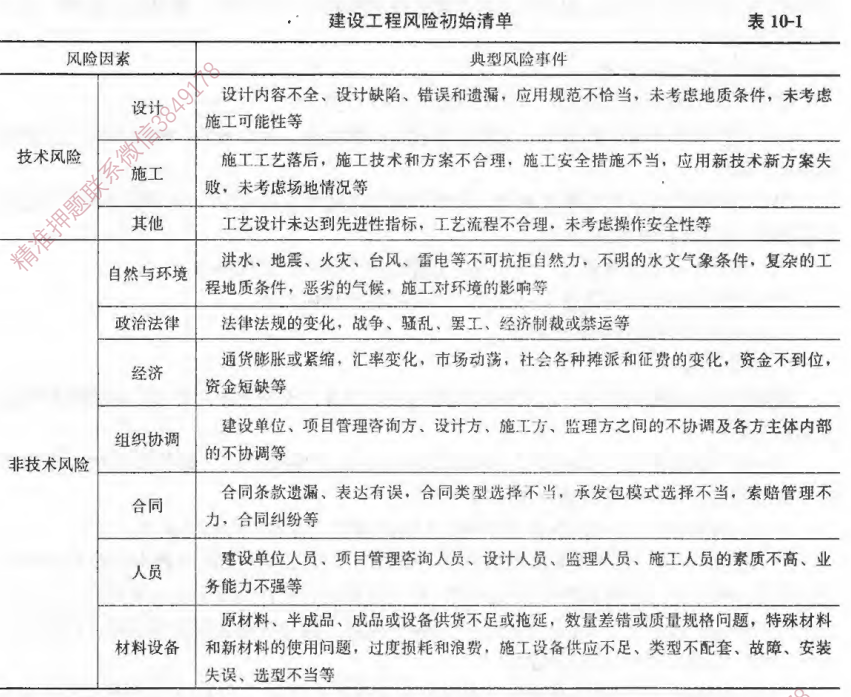 建设工程风险初始清单 表 10-1
风险因素 典型风险事件
技术风险
设计
设计内容不全、设计缺陷、错误和遗漏，应用规范不恰当，未考虑地质条件，未考虑
施工可能性等
施工
施工工艺落后，施工技术和方案不合理，施工安全措施不当，应用新技术新方案失
败，未考虑场地情况等
其他
工艺设计未达到先进性指标，工艺流程不合理，未考虑操作安全性等
非技术风险
自然与环境
洪水、地震、火灾、台风、雷电等不可抗拒自然力，不明的水文气象条件，复杂的工
程地质条件，恶劣的气候，施工对环境的影响等
政治法律
法律法规的变化，战争、骚乱、罢工、经济制裁或禁运等
经济
通货膨胀或紧缩，汇率变化，市场动荡，社会各种摊派和征费的变化，资金不到位，
资金短缺等
组织协调
建设单位、项目管理咨询方、设计方、施工方、监理方之间的不协调及各方主体内部
的不协调等
合同
合同条款遗漏、表达有误，合同类型选择不当，承发包模式选择不当，索赔管理不
力，合同纠纷等
人员
建设单位人员、项目管理咨询人员、设计人员、监理人员、施工人员的素质不高、业
务能力不强等
材料设备
原材料、半成品、成品或设备供货不足或拖延，数量差错或质量规格问题，特殊材料
和新材料的使用问题，过度损耗和浪费，施工设备供应不足、类型不配套、故障、安装
失误、选型不当等
精准押题联系微信3849178